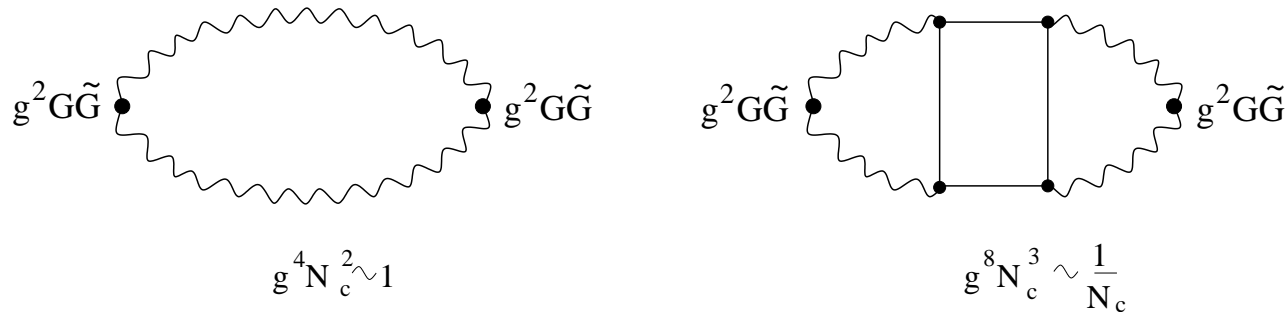 g²GG̃ g²GG̃ g²GG̃ g²GG̃
g⁴N_c² ~ 1 g⁸N_c³ ~ 1/N_c